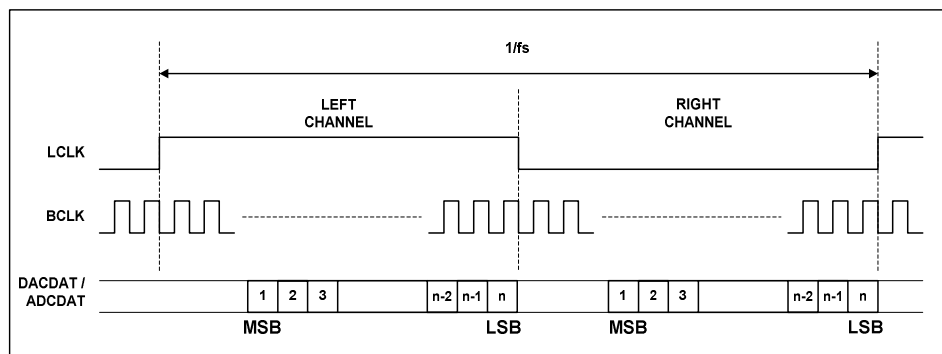 1/fs
LEFT
CHANNEL
RIGHT
CHANNEL
LCLK
BCLK
DACDAT /
ADCDAT
1 2 3 n-2 n-1 n 1 2 3 n-2 n-1 n
MSB LSB MSB LSB